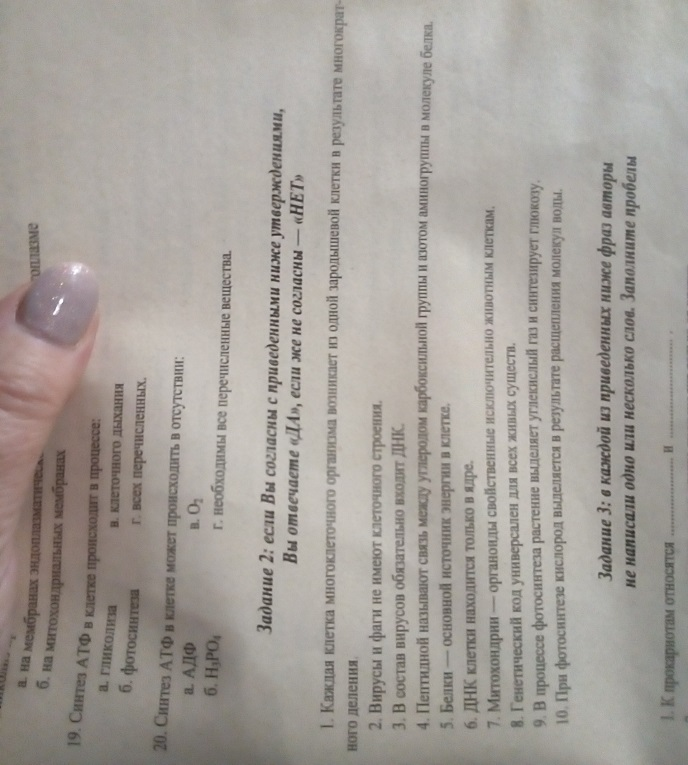 а. на мембранах эндоплазматичес
оплазме
б. на митохондриальных мембранах
19. Синтез АТФ в клетке происходит в процессе:
а. гликолиза в. клеточного дыхания
б. фотосинтеза г. всех перечисленных.
20. Синтез АТФ в клетке может происходить в отсутствии:
а. АДФ в. O₂
б. H₃PO₄ г. необходимы все перечисленные вещества.
Задание 2: если Вы согласны с приведенными ниже утверждениями,
Вы отвечаете «ДА», если же не согласны — «НЕТ»
1. Каждая клетка многоклеточного организма возникает из одной зародышевой клетки в результате многократ-
ного деления.
2. Вирусы и фаги не имеют клеточного строения.
3. В состав вирусов обязательно входит ДНК.
4. Пептидной называют связь между углеродом карбоксильной группы и азотом аминогруппы в молекуле белка.
5. Белки — основной источник энергии в клетке.
6. ДНК клетки находится только в ядре.
7. Митохондрии — органоиды свойственные исключительно животным клеткам.
8. Генетический код универсален для всех живых существ.
9. В процессе фотосинтеза растение выделяет углекислый газ и синтезирует глюкозу.
10. При фотосинтезе кислород выделяется в результате расщепления молекул воды.
Задание 3: в каждой из приведенных ниже фраз авторы
не написали одно или несколько слов. Заполните пробелы
1. К прокариотам относятся .................... и .................... .